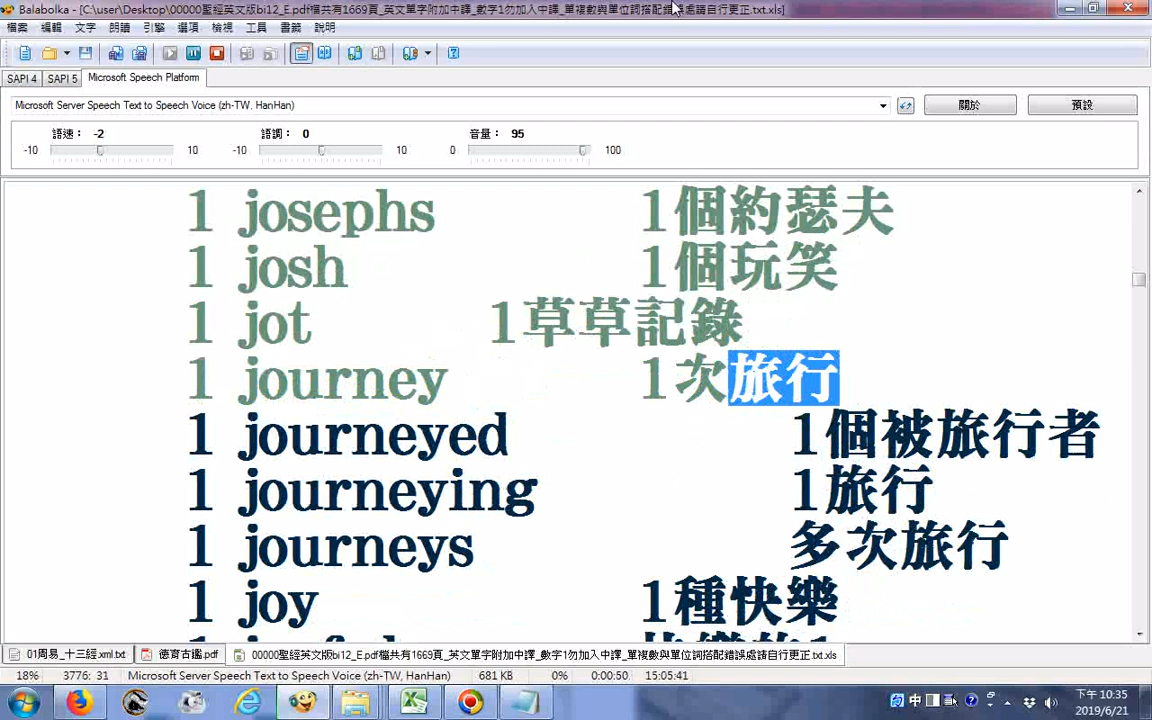 Balabolka - [C:\user\Desktop\00000聖經英文版bi12_E.pdf檔共有1669頁_英文單字附加中譯_數字1勿加入中譯_單複數與單位詞搭配錯誤處請自行更正.txt.xls]
檔案 編輯 文字 朗讀 引擎 選項 檢視 工具 書籤 說明
SAPI 4 SAPI 5 Microsoft Speech Platform
Microsoft Server Speech Text to Speech Voice (zh-TW, HanHan) 關於 預設
語速： -2 語調： 0 音量： 95
-10 10 -10 10 0 100
1 josephs 1個約瑟夫
1 josh 1個玩笑
1 jot 1草草記錄
1 journey 1次旅行
1 journeyed 1個被旅行者
1 journeying 1旅行
1 journeys 多次旅行
1 joy 1種快樂
01周易_十三經.xml.txt 德育古鑑.pdf 00000聖經英文版bi12_E.pdf檔共有1669頁_英文單字附加中譯_數字1勿加入中譯_單複數與單位詞搭配錯誤處請自行更正.txt.xls
18% 3776: 31 Microsoft Server Speech Text to Speech Voice (zh-TW, HanHan) 681 KB 0% 0:00:50 15:05:41
中 下午 10:35
2019/6/21